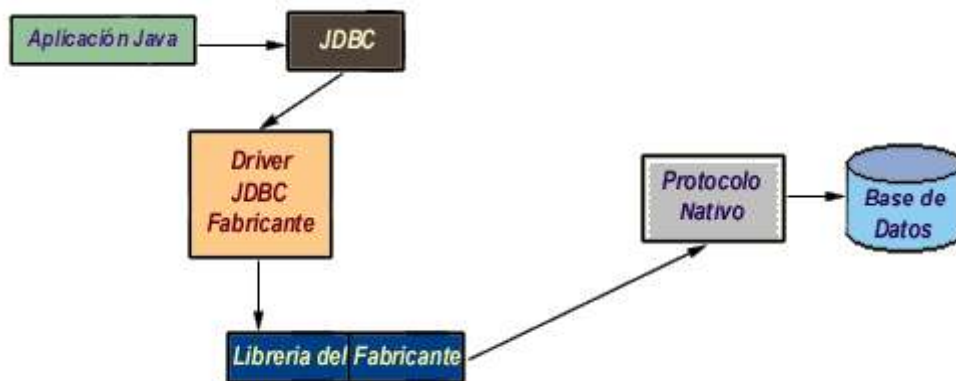 Aplicación Java
JDBC
Driver
JDBC
Fabricante
Libreria del Fabricante
Protocolo
Nativo
Base de
Datos